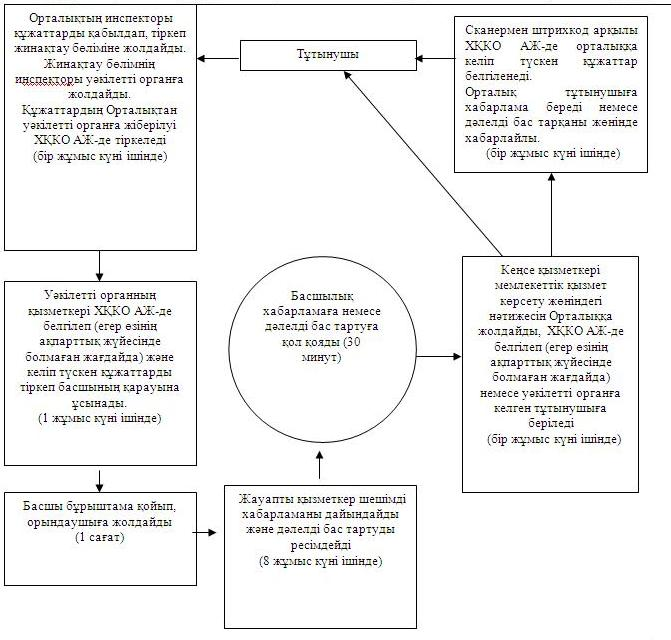 Орталықтың инспекторы
құжаттарды қабылдап, тіркеп
жинақтау бөліміне жолдайды.
Жинақтау бөлімнің
инспекторы уәкілетті органға
жолдайды.
Құжаттардың Орталықтан
уәкілетті органға жіберілуі
ХҚКО АЖ-де тіркеледі
(бір жұмыс күні ішінде)
Тұтынушы
Сканермен штрихкод арқылы
ХҚКО АЖ-де орталыққа
келіп түскен құжаттар
белгіленеді.
Орталық тұтынушыға
хабарлама береді немесе
дәлелді бас тарқаны жөнінде
хабарлайлы.
(бір жұмыс күні ішінде)
Уәкілетті органның
қызметкері ХҚКО АЖ-де
белгілеп (егер өзінің
ақпарттық жүйесінде
болмаған жағдайда) және
келіп түскен құжаттарды
тіркеп басшының қарауына
ұсынады.
(1 жұмыс күні ішінде)
Басшылық
хабарламаға немесе
дәлелді бас тартуға
қол қояды (30
минут)
Кеңсе қызметкері
мемлекеттік қызмет
көрсету жөніндегі
нәтижесін Орталыққа
жолдайды, ХҚКО АЖ-де
белгілеп (егер өзінің
ақпарттық жүйесінде
болмаған жағдайда)
немесе уәкілетті органға
келген тұтынушыға
беріледі
(бір жұмыс күні ішінде)
Басшы бұрыштама қойып,
орындаушыға жолдайды
(1 сағат)
Жауапты қызметкер шешімді
хабарламаны дайындайды
және дәлелді бас тартуды
ресімдейді
(8 жұмыс күні ішінде)